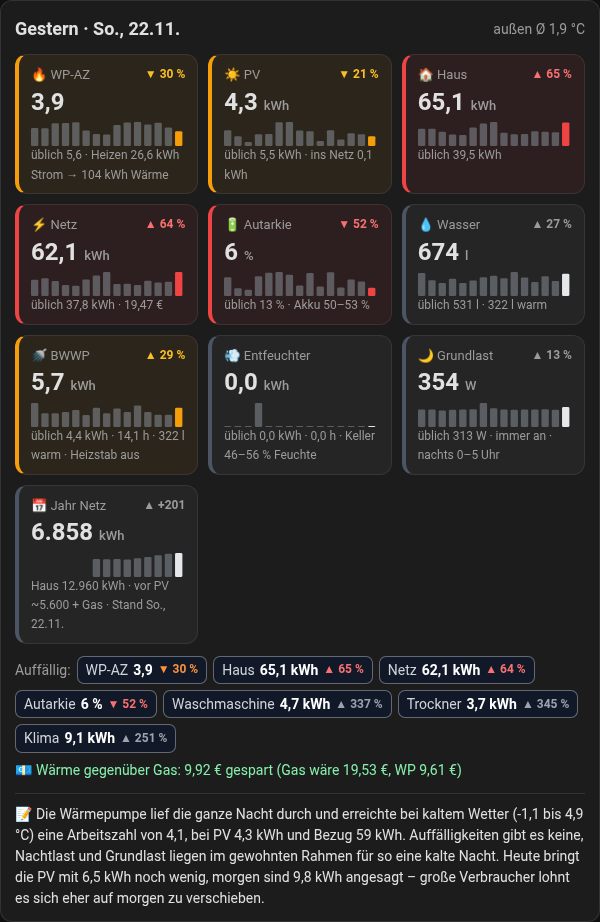 Gestern · So., 22.11.
außen Ø 1,9 °C
WP-AZ ▼ 30 %
3,9
üblich 5,6 · Heizen 26,6 kWh
Strom → 104 kWh Wärme
PV ▼ 21 %
4,3 kWh
üblich 5,5 kWh · ins Netz 0,1
kWh
Haus ▲ 65 %
65,1 kWh
üblich 39,5 kWh
Netz ▲ 64 %
62,1 kWh
üblich 37,8 kWh · 19,47 €
Autarkie ▼ 52 %
6 %
üblich 13 % · Akku 50–53 %
Wasser ▲ 27 %
674 l
üblich 531 l · 322 l warm
BWWP ▲ 29 %
5,7 kWh
üblich 4,4 kWh · 14,1 h · 322 l
warm · Heizstab aus
Entfeuchter
0,0 kWh
üblich 0,0 kWh · 0,0 h · Keller
46–56 % Feuchte
Grundlast ▲ 13 %
354 W
üblich 313 W · immer an ·
nachts 0–5 Uhr
Jahr Netz ▲ +201
6.858 kWh
Haus 12.960 kWh · vor PV
~5.600 + Gas · Stand So.,
22.11.
Auffällig: WP-AZ 3,9 ▼ 30 % Haus 65,1 kWh ▲ 65 % Netz 62,1 kWh ▲ 64 %
Autarkie 6 % ▼ 52 % Waschmaschine 4,7 kWh ▲ 337 % Trockner 3,7 kWh ▲ 345 %
Klima 9,1 kWh ▲ 251 %
Wärme gegenüber Gas: 9,92 € gespart (Gas wäre 19,53 €, WP 9,61 €)
Die Wärmepumpe lief die ganze Nacht durch und erreichte bei kaltem Wetter (-1,1 bis 4,9
°C) eine Arbeitszahl von 4,1, bei PV 4,3 kWh und Bezug 59 kWh. Auffälligkeiten gibt es keine,
Nachtlast und Grundlast liegen im gewohnten Rahmen für so eine kalte Nacht. Heute bringt
die PV mit 6,5 kWh noch wenig, morgen sind 9,8 kWh angesagt – große Verbraucher lohnt
es sich eher auf morgen zu verschieben.